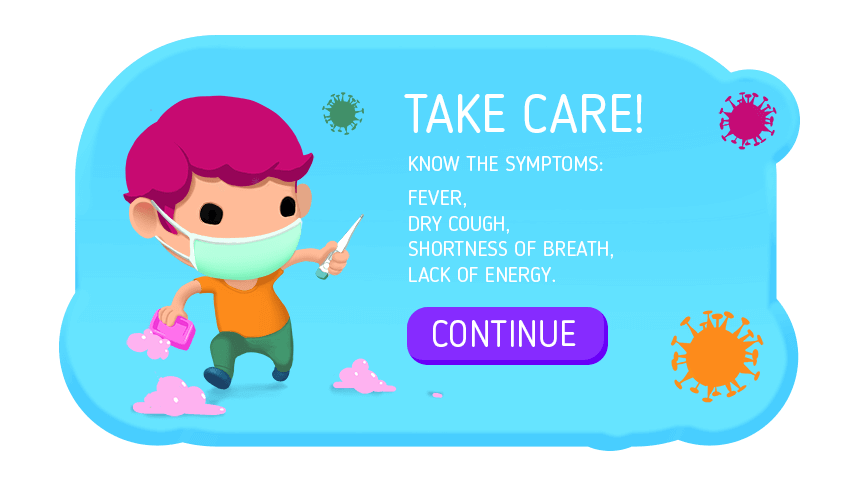 TAKE CARE!
KNOW THE SYMPTOMS:
FEVER,
DRY COUGH,
SHORTNESS OF BREATH,
LACK OF ENERGY.
CONTINUE